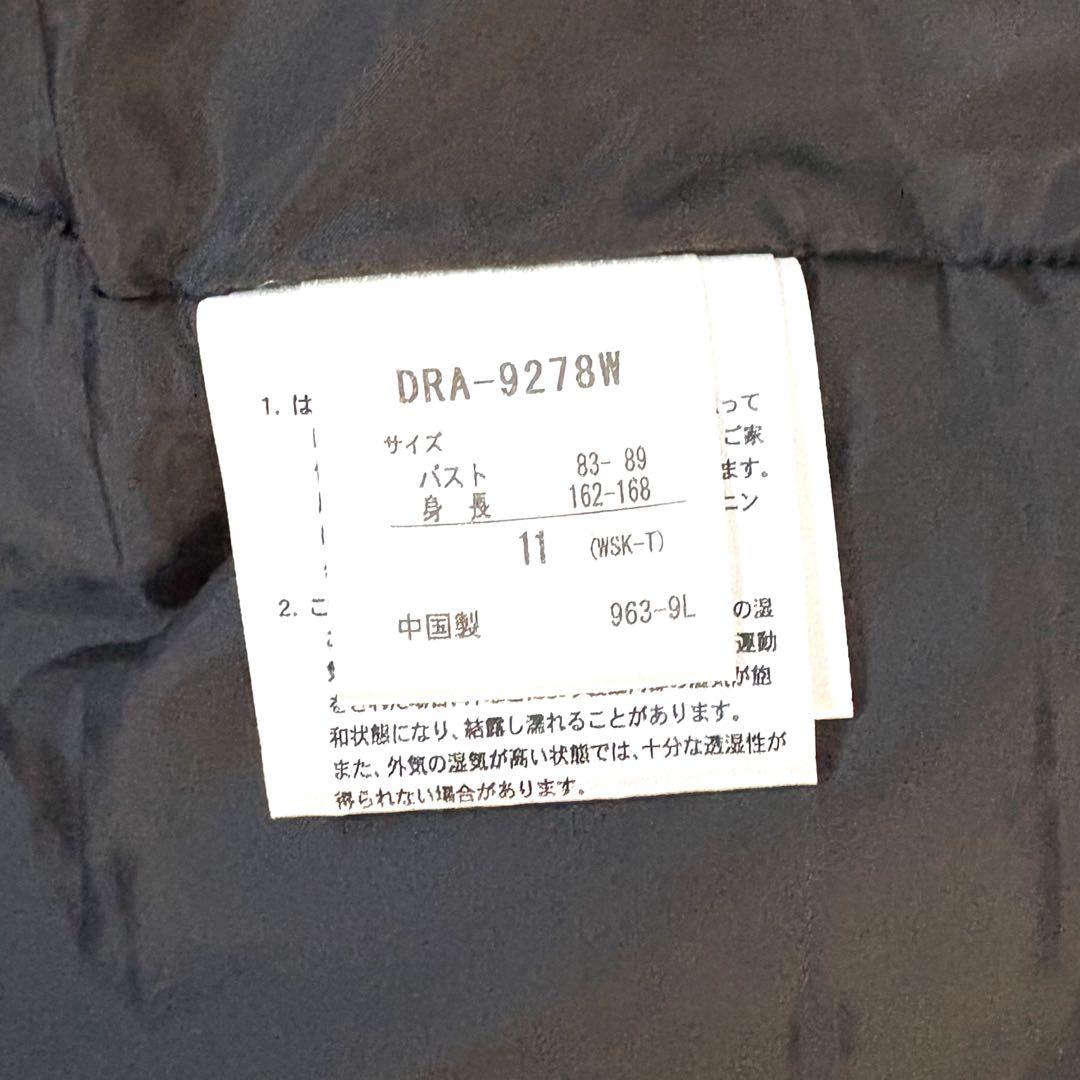 DRA-9278W
サイズ
バスト 83- 89
身 長 162-168
11 (WSK-T)
中国製 963-9L
1. は
って
ご家
ます。
ニン
2. こ
の湿
運動
が飽
和状態になり、結露し濡れることがあります。
また、外気の湿気が高い状態では、十分な透湿性が
得られない場合があります。